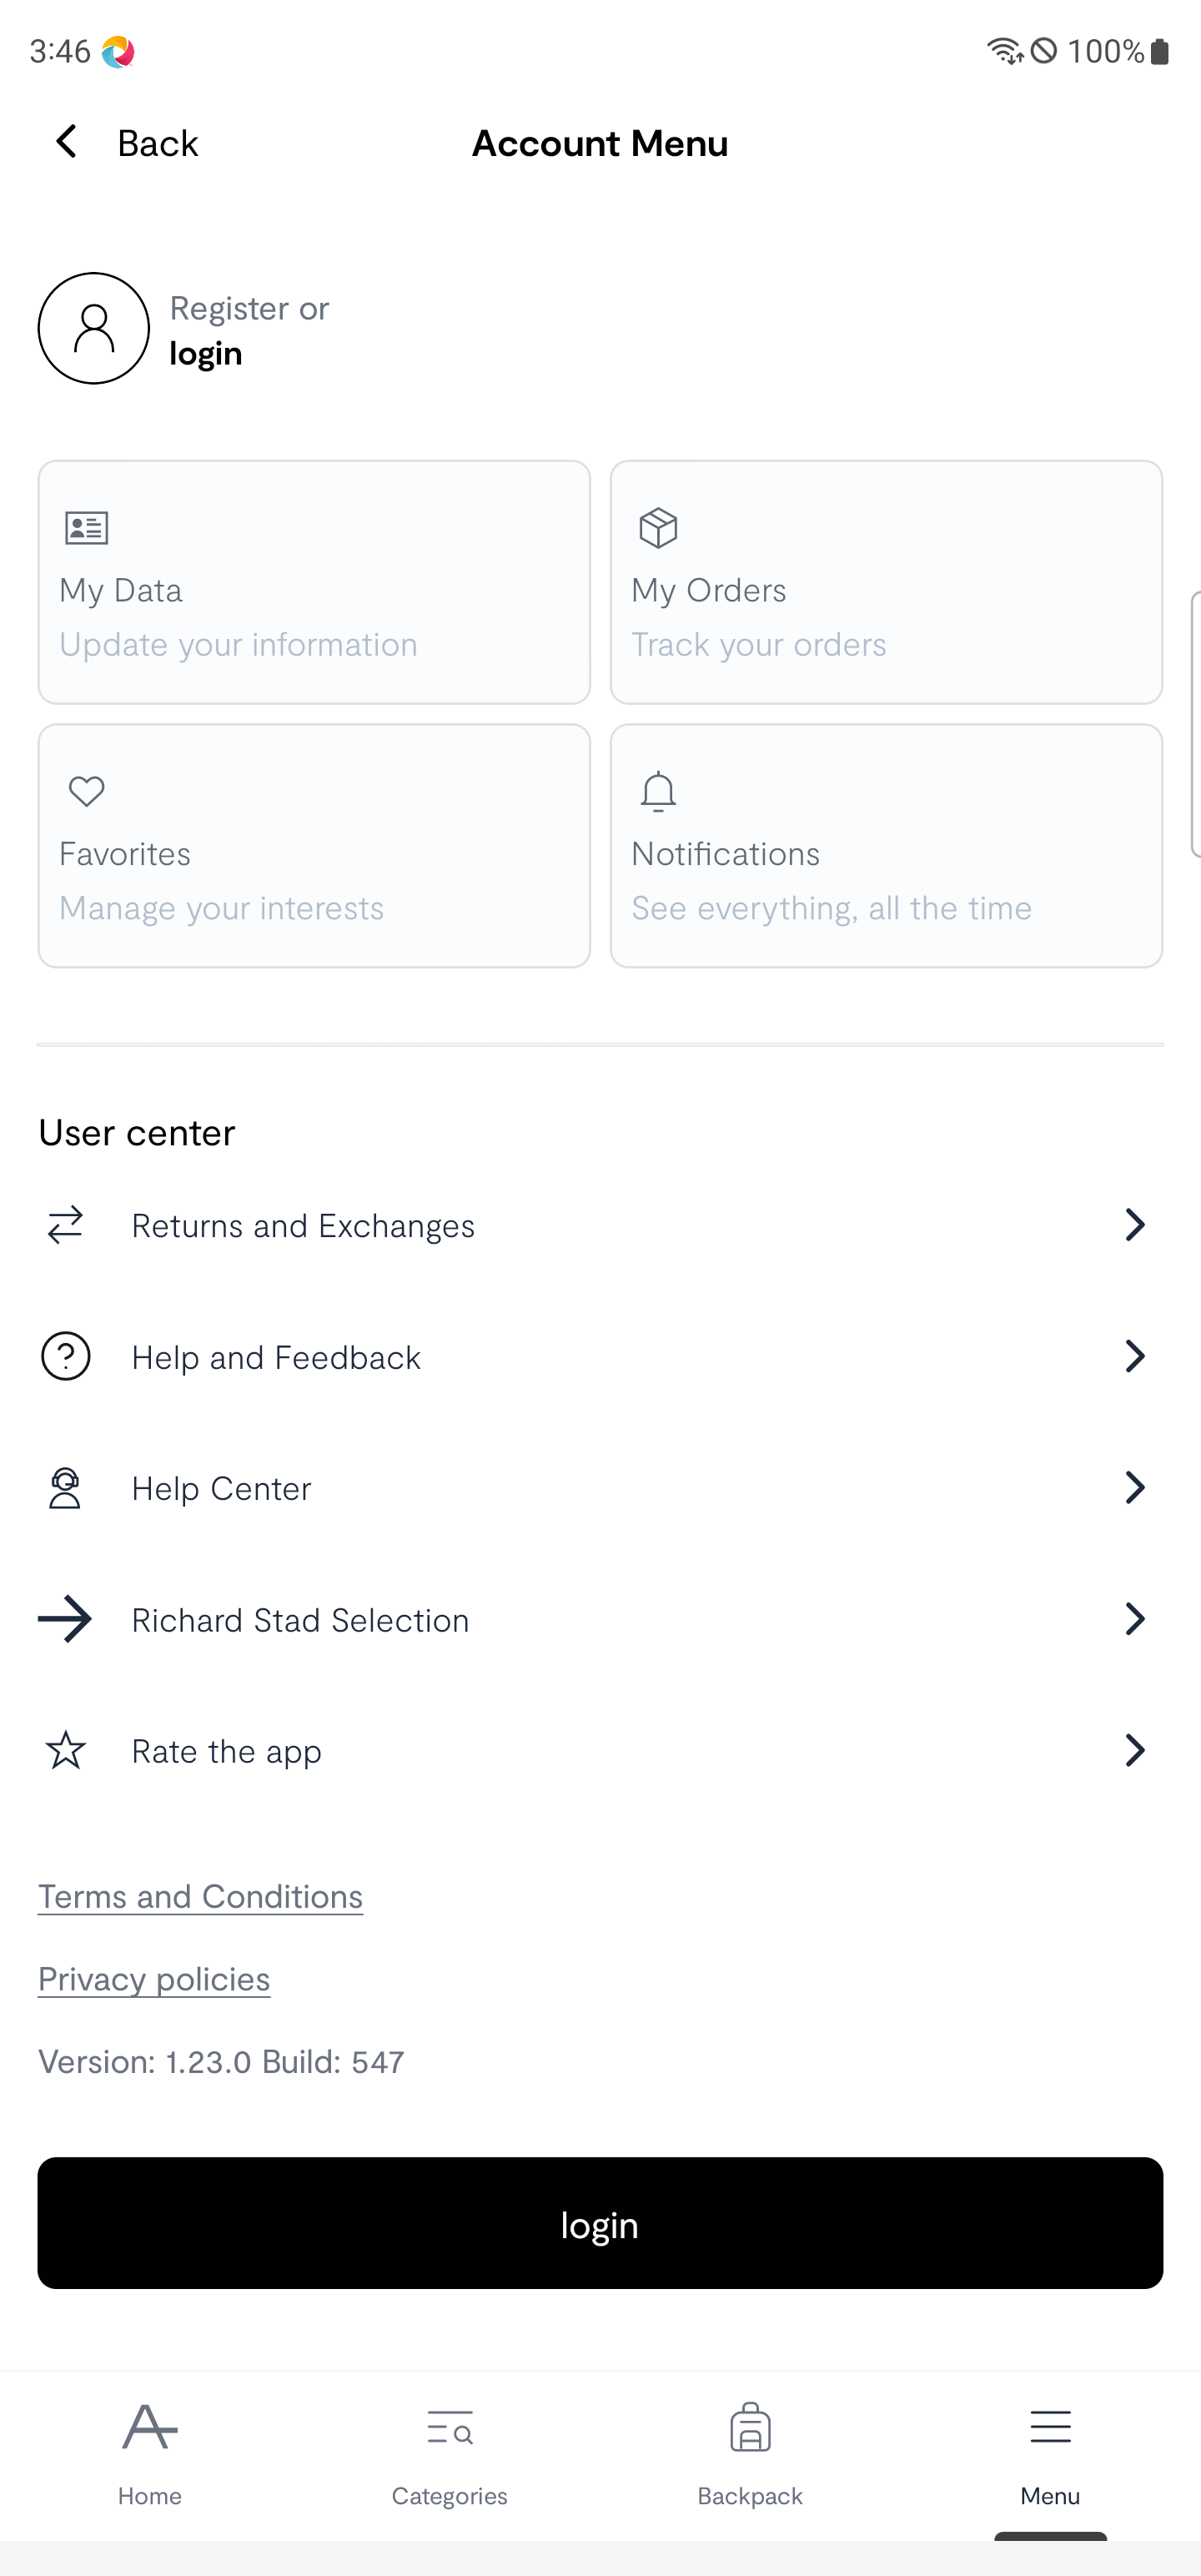 3:46
100%
Back
Account Menu
Register or
login
My Data
Update your information
My Orders
Track your orders
Favorites
Manage your interests
Notifications
See everything, all the time
User center
Returns and Exchanges
Help and Feedback
Help Center
Richard Stad Selection
Rate the app
Terms and Conditions
Privacy policies
Version: 1.23.0 Build: 547
login
Home
Categories
Backpack
Menu